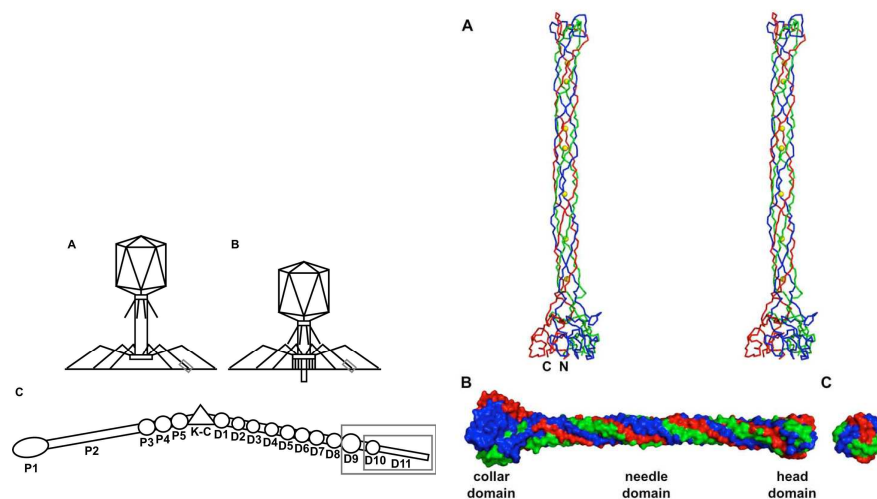 A
B
C
P1
P2
P3
P4
P5
K-C
D1
D2
D3
D4
D5
D6
D7
D8
D9
D10
D11
A
C N
B
C
collar domain
needle domain
head domain